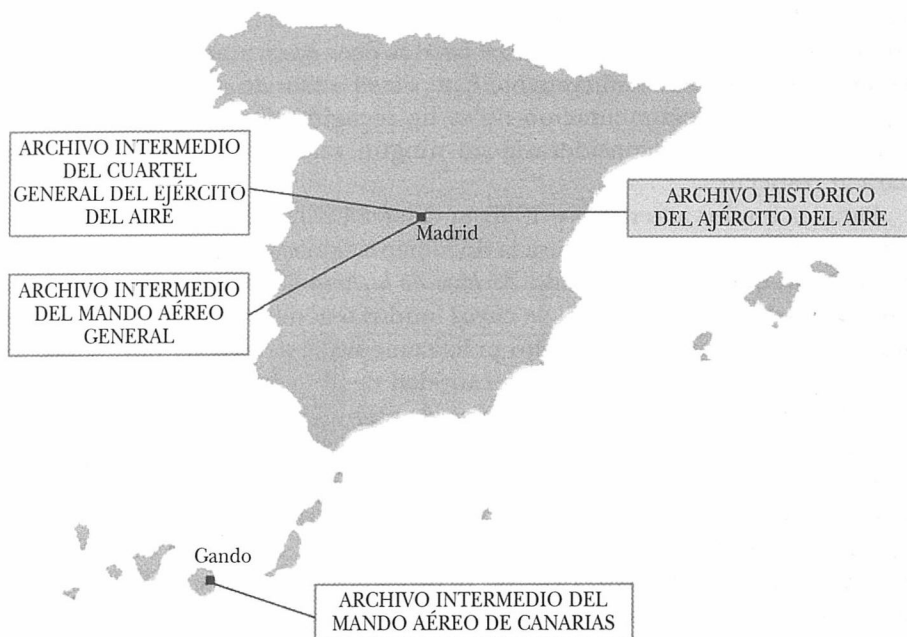 ARCHIVO INTERMEDIO
DEL CUARTEL
GENERAL DEL EJÉRCITO
DEL AIRE
ARCHIVO HISTÓRICO
DEL AJÉRCITO DEL AIRE
Madrid
ARCHIVO INTERMEDIO
DEL MANDO AÉREO
GENERAL
Gando
ARCHIVO INTERMEDIO DEL
MANDO AÉREO DE CANARIAS